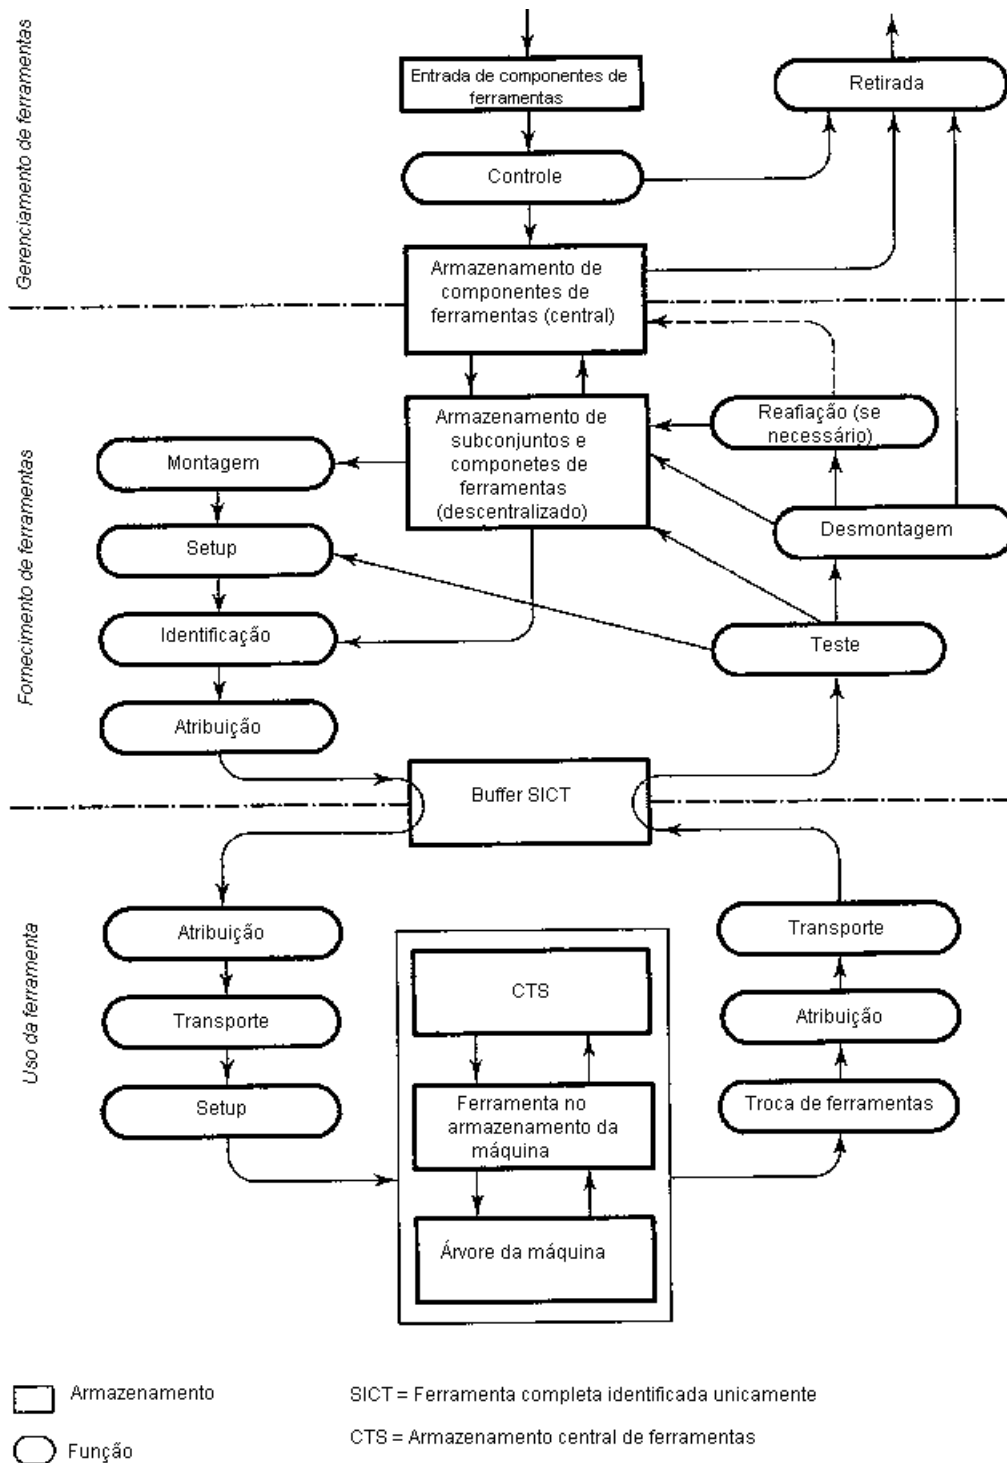 Gerenciamento de ferramentas
Entrada de componentes de
ferramentas
Retirada
Controle
Armazenamento de
componentes de
ferramentas (central)
Fornecimento de ferramentas
Armazenamento de
subconjuntos e
componetes de
ferramentas
(descentralizado)
Reafiação (se
necessário)
Montagem
Desmontagem
Setup
Identificação
Teste
Atribuição
Buffer SICT
Uso da ferramenta
Atribuição
Transporte
Setup
CTS
Ferramenta no
armazenamento da
máquina
Árvore da máquina
Transporte
Atribuição
Troca de ferramentas
Armazenamento
SICT = Ferramenta completa identificada unicamente
Função
CTS = Armazenamento central de ferramentas